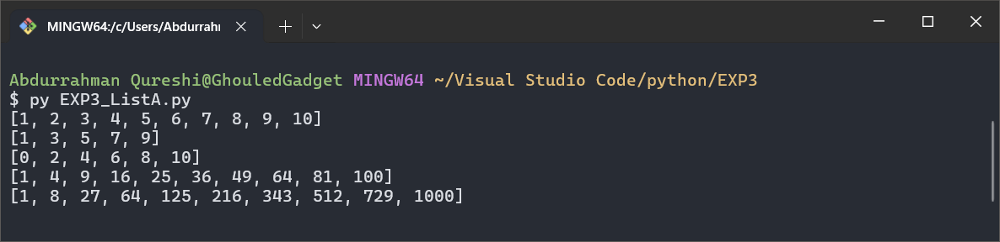 MINGW64:/c/Users/Abdurrahr
Abdurrahman Qureshi@GhouledGadget MINGW64 ~/Visual Studio Code/python/EXP3
$ py EXP3_ListA.py
[1, 2, 3, 4, 5, 6, 7, 8, 9, 10]
[1, 3, 5, 7, 9]
[0, 2, 4, 6, 8, 10]
[1, 4, 9, 16, 25, 36, 49, 64, 81, 100]
[1, 8, 27, 64, 125, 216, 343, 512, 729, 1000]